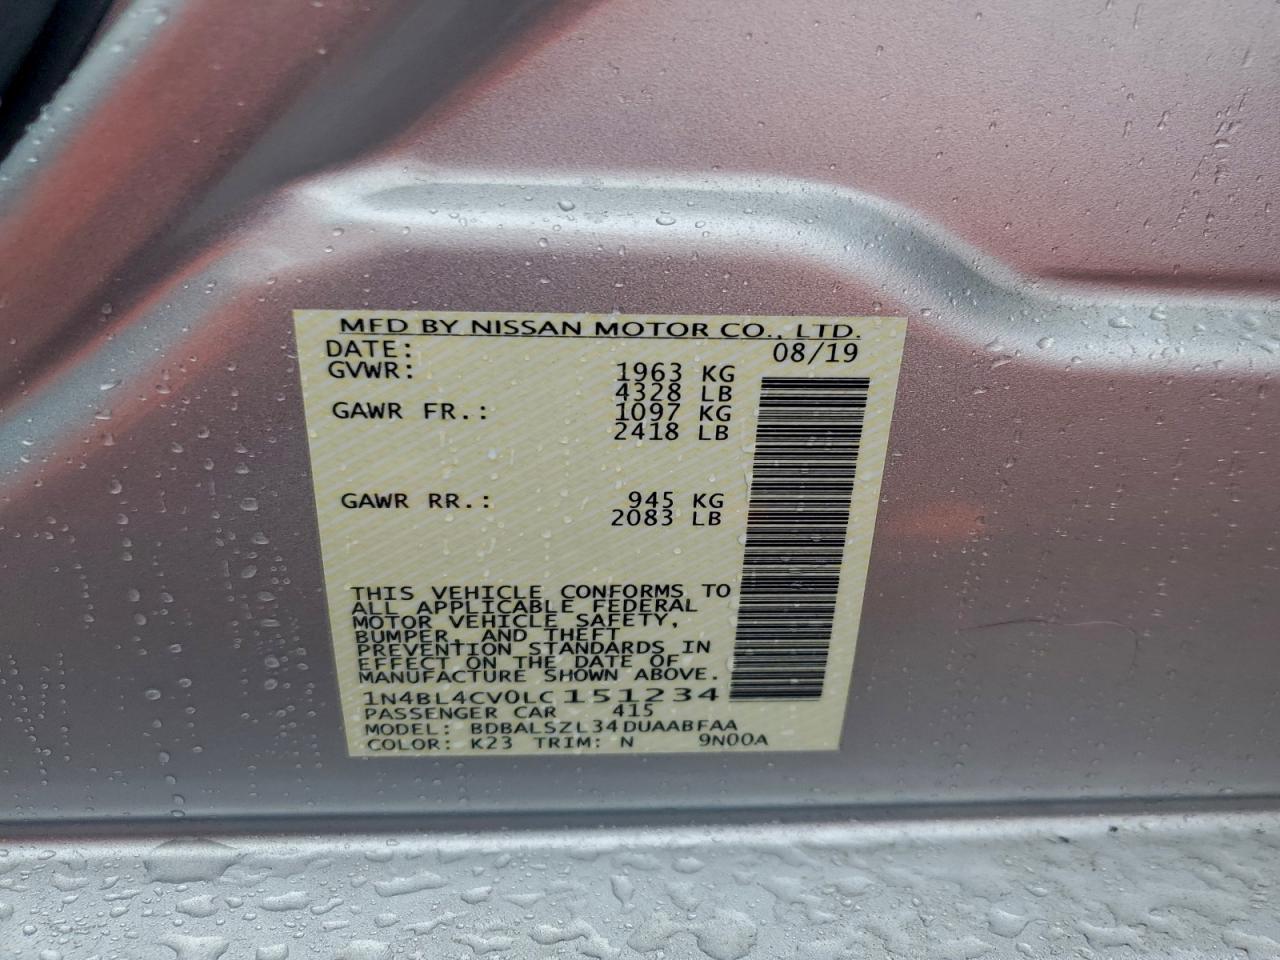 MFD BY NISSAN MOTOR CO., LTD.
DATE: 08/19
GVWR: 1963 KG
4328 LB
GAWR FR.: 1097 KG
2418 LB
GAWR RR.: 945 KG
2083 LB
THIS VEHICLE CONFORMS TO
ALL APPLICABLE FEDERAL
MOTOR VEHICLE SAFETY,
BUMPER, AND THEFT
PREVENTION STANDARDS IN
EFFECT ON THE DATE OF
MANUFACTURE SHOWN ABOVE.
1N4BL4CV0LC151234
PASSENGER CAR 415
MODEL: BDBALSZL34DUAABFAA
COLOR: K23 TRIM: N 9N00A